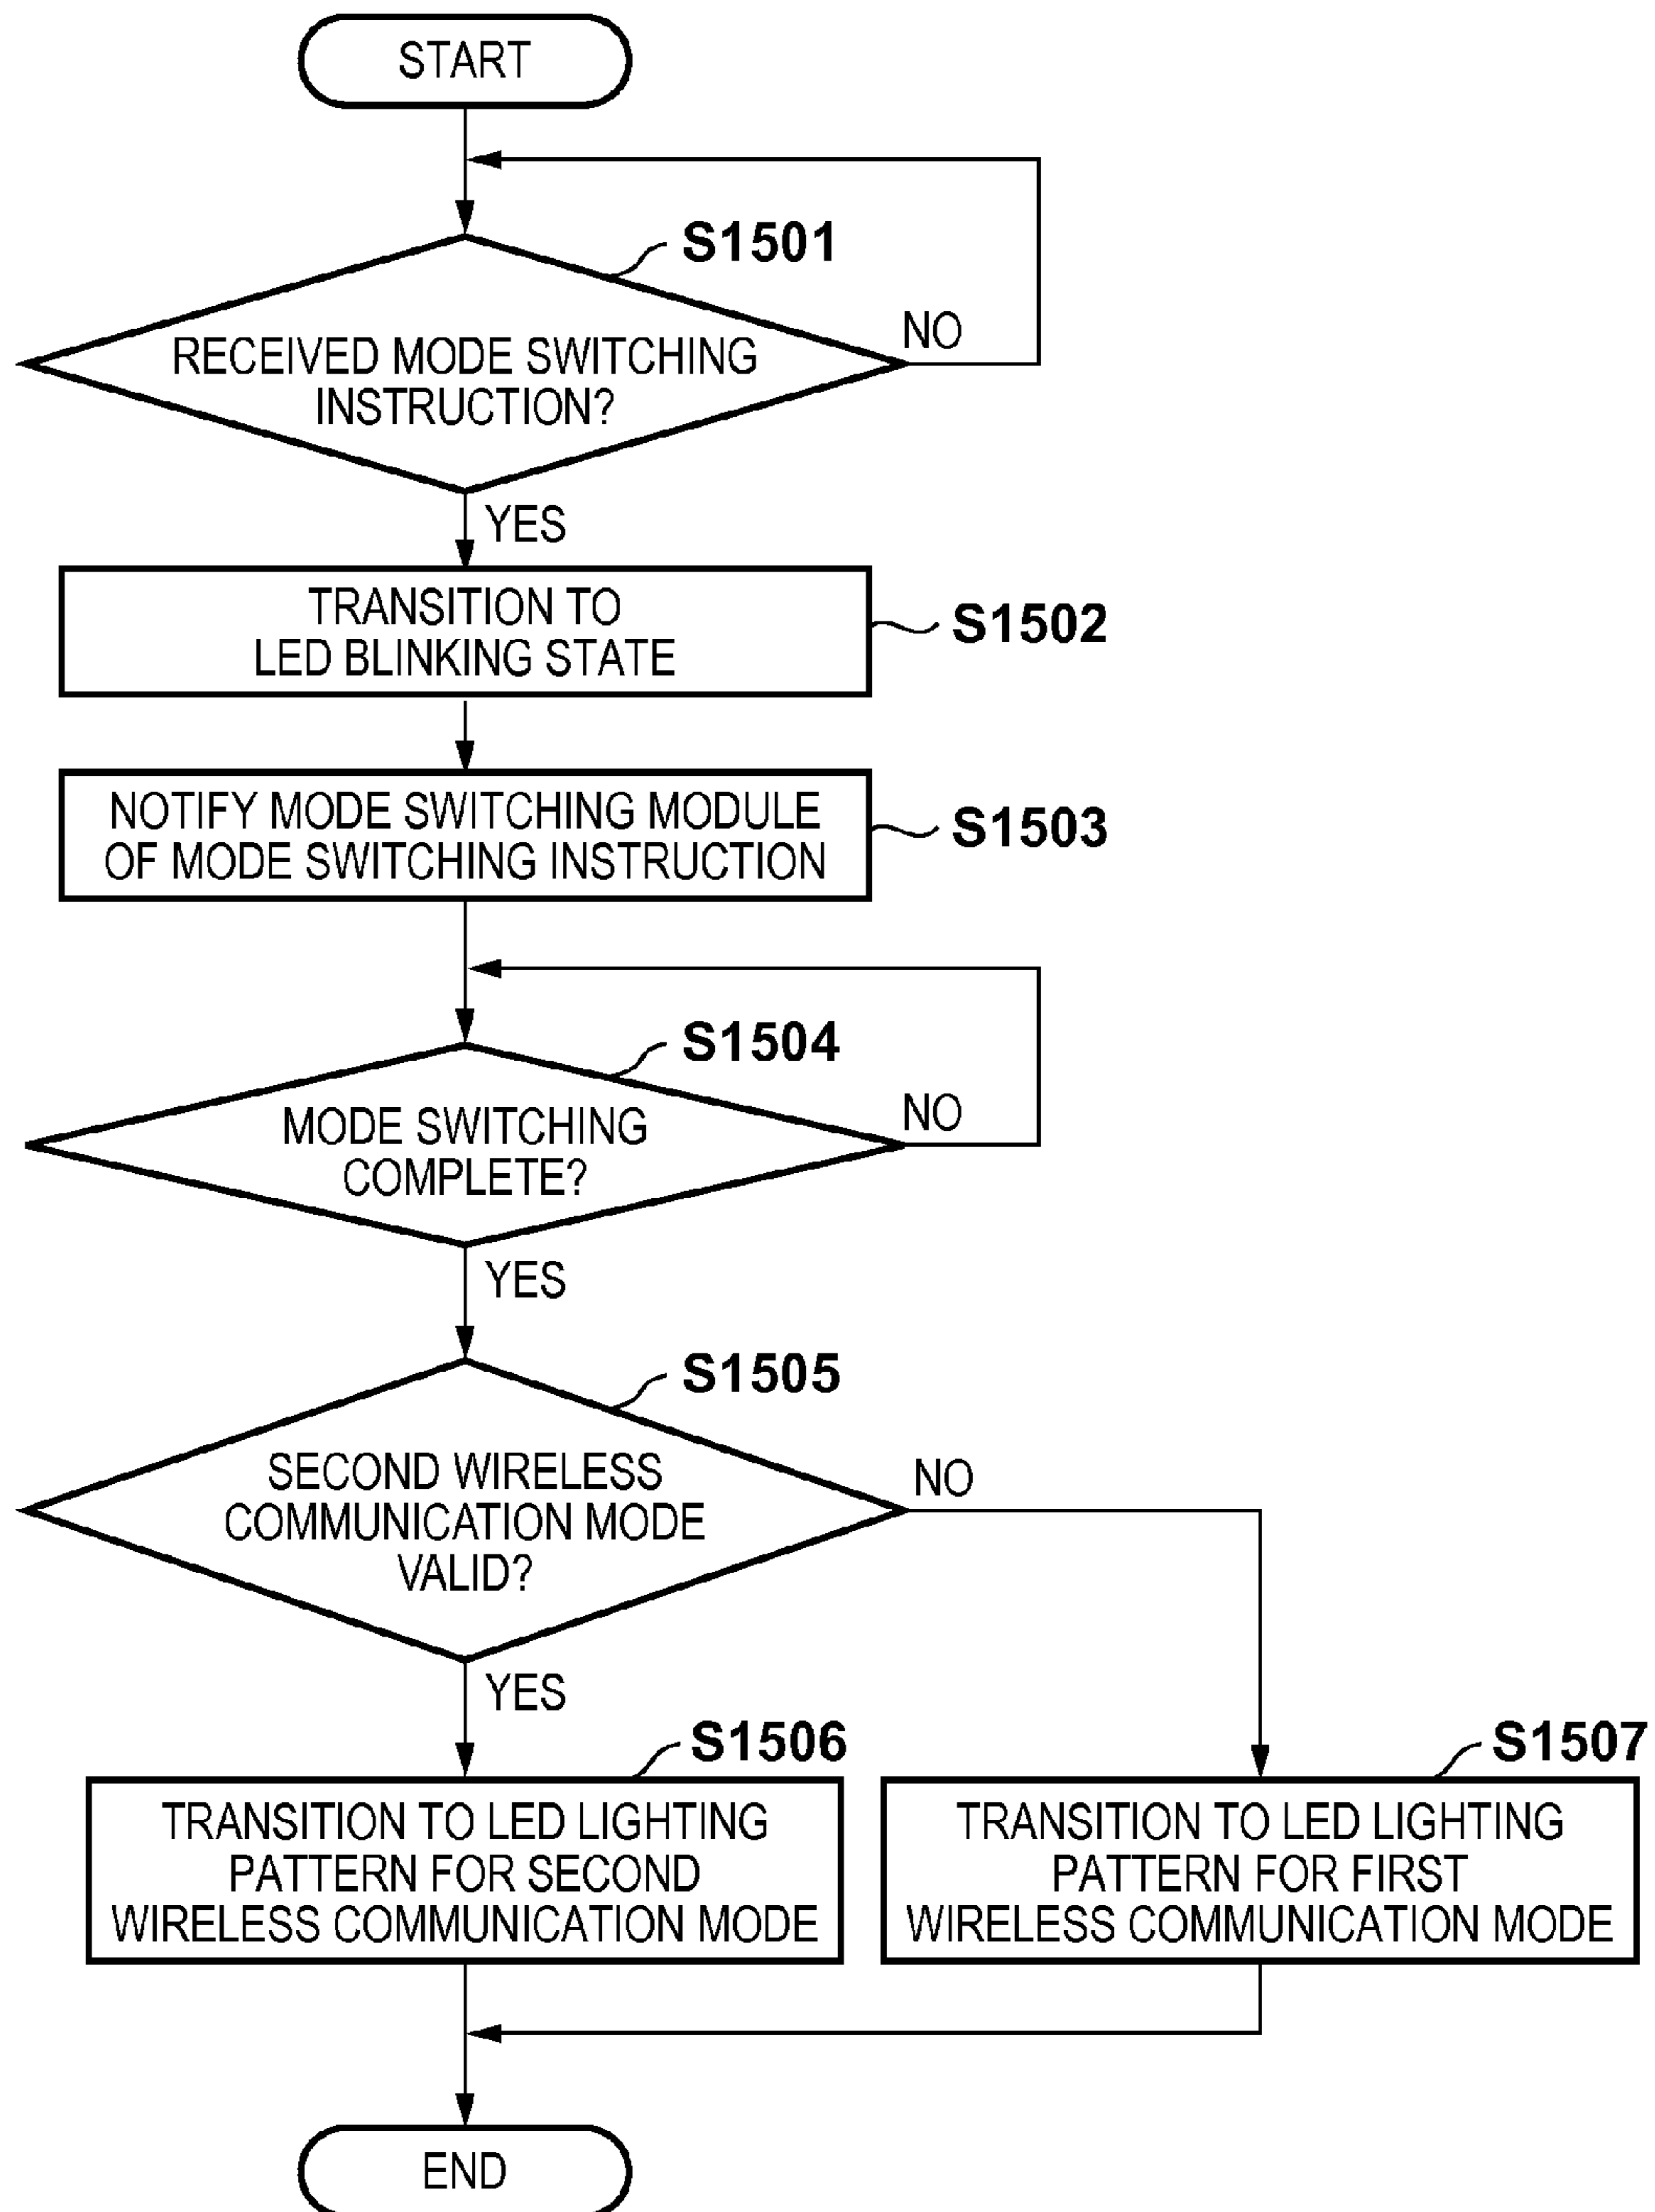 START
S1501
NO
RECEIVED MODE SWITCHING
INSTRUCTION?
YES
TRANSITION TO
LED BLINKING STATE
S1502
NOTIFY MODE SWITCHING MODULE
OF MODE SWITCHING INSTRUCTION
S1503
S1504
NO
MODE SWITCHING
COMPLETE?
YES
S1505
SECOND WIRELESS
COMMUNICATION MODE
VALID?
NO
YES
S1506
TRANSITION TO LED LIGHTING
PATTERN FOR SECOND
WIRELESS COMMUNICATION MODE
S1507
TRANSITION TO LED LIGHTING
PATTERN FOR FIRST
WIRELESS COMMUNICATION MODE
END